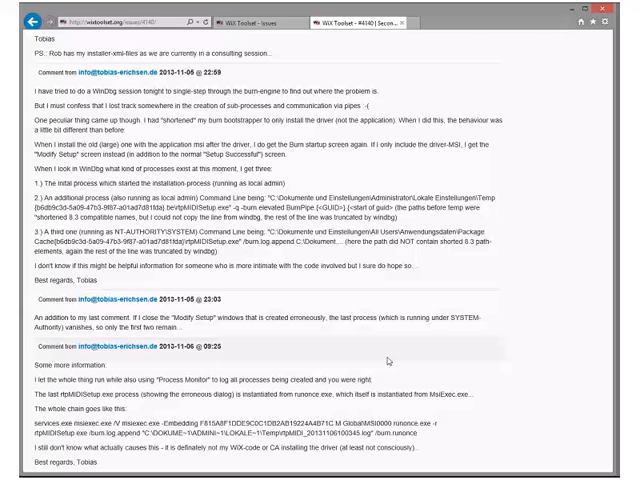 http://wixtoolset.org/issues/4140/
WiX Toolset - Issues
WiX Toolset - #4140 | Secon...
Tobias
PS.: Rob has my installer-xml-files as we are currently in a consulting session...
Comment from info@tobias-erichsen.de 2013-11-05 @ 22:59
I have tried to do a WinDbg session tonight to single-step through the burn-engine to find out where the problem is.
But I must confess that I lost track somewhere in the creation of sub-processes and communication via pipes :-(
One peculiar thing came up though. I had "shortened" my burn bootstrapper to only install the driver (not the application). When I did this, the behaviour was
a little bit different than before:
When I install the old (large) one with the application msi after the driver, I do get the Burn startup screen again. If I only include the driver-MSI, I get the
"Modify Setup" screen instead (in addition to the normal "Setup Successful") screen.
When I look in WinDbg what kind of processes exist at this moment, I get three:
1.) The inital process which started the installation-process (running as local admin)
2.) An additional process (also running as local admin) Command Line being: "C:\Dokumente und Einstellungen\Administrator\Lokale Einstellungen\Temp
{b6db9c3d-5a09-47b3-9f87-a01ad7d81fda}\.be\rtpMIDISetup.exe" -q -burn.elevated BurnPipe.{<GUID>} {<start of guid> (the paths before temp were
"shortened 8.3 compatible names, but I could not copy the line from windbg, the rest of the line was truncated by windbg)
3.) A third one (running as NT-AUTHORITY\SYSTEM) Command Line being: "C:\Dokumente und Einstellungen\All Users\Anwendungsdaten\Package
Cache{b6db9c3d-5a09-47b3-9f87-a01ad7d81fda}\rtpMIDISetup.exe" /burn.log.append "C:\Dokument,... (here the path did NOT contain shorted 8.3 path-
elements, again the rest of the line was truncated by windbg)
I don't know if this might be helpful information for someone who is more intimate with the code involved but I sure do hope so...
Best regards, Tobias
Comment from info@tobias-erichsen.de 2013-11-05 @ 23:03
An addition to my last comment. If I close the "Modify Setup" windows that is created erroneously, the last process (which is running under SYSTEM-
Authority) vanishes, so only the first two remain...
Comment from info@tobias-erichsen.de 2013-11-06 @ 09:25
Some more information.
I let the whole thing run while also using "Process Monitor" to log all processes being created and you were right.
The last rtpMIDISetup.exe process (showing the erroneous dialog) is instantiated from runonce.exe, which itself is instantiated from MsiExec.exe...
The whole chain goes like this:
services.exe msiexec.exe /V msiexec.exe -Embedding F815A8F1DDE9C0C1DB2AB19224A4B71C M Global\MSI0000 runonce.exe -r
rtpMIDISetup.exe /burn.log.append "C:\DOKUME~1\ADMINI~1\LOKALE~1\Temp\rtpMIDI_20131106100345.log" /burn.runonce
I still don't know what actually causes this - it is definately not my WiX-code or CA installing the driver (at least not consciously)...
Best regards, Tobias